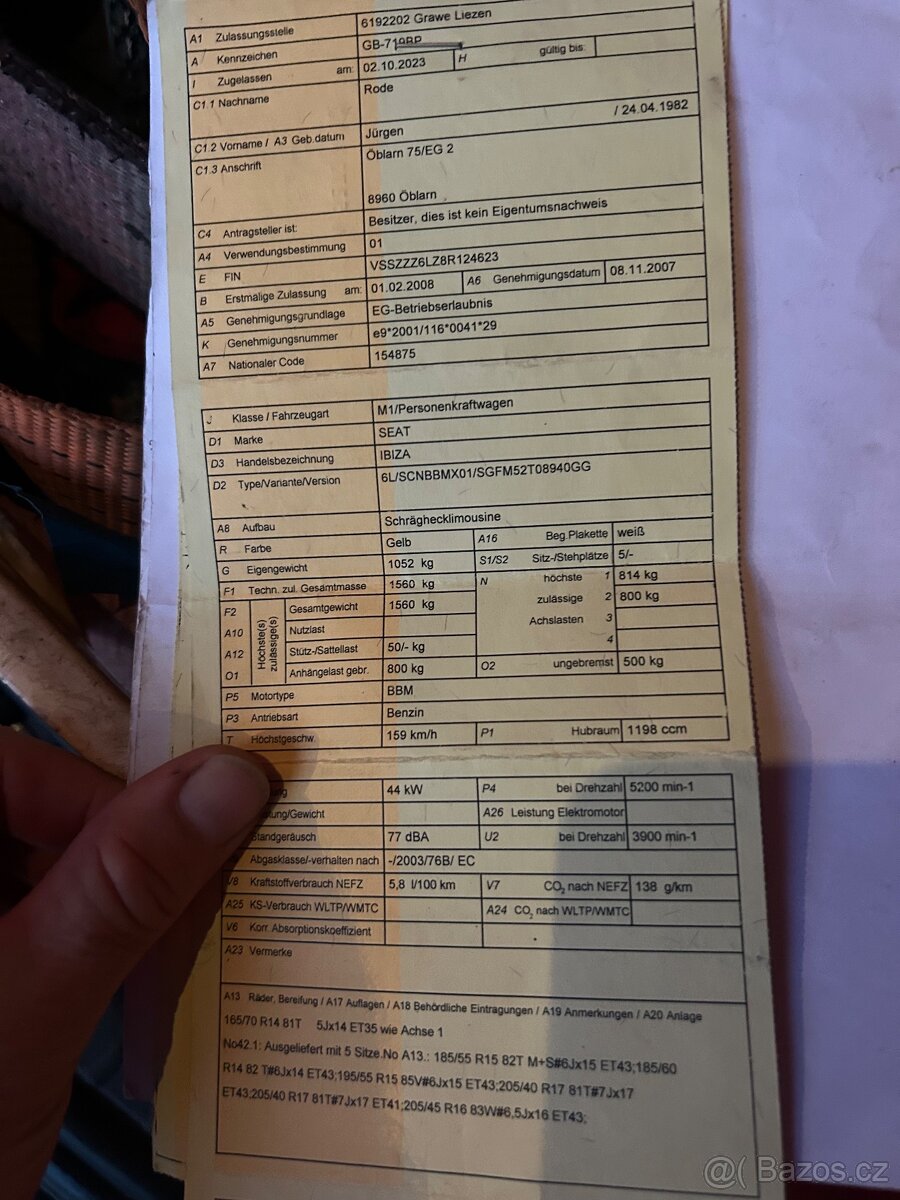 A1 Zulassungsstelle 6192202 Grawe Liezen
A Kennzeichen GB-719BP
I Zugelassen am: 02.10.2023 H gültig bis:
C1.1 Nachname Rode
C1.2 Vorname / A3 Geb.datum Jürgen / 24.04.1982
C1.3 Anschrift Öblarn 75/EG 2
8960 Öblarn
C4 Antragsteller ist: Besitzer, dies ist kein Eigentumsnachweis
A4 Verwendungsbestimmung 01
E FIN VSSZZZ6LZ8R124623
B Erstmalige Zulassung am: 01.02.2008 A6 Genehmigungsdatum 08.11.2007
A5 Genehmigungsgrundlage EG-Betriebserlaubnis
K Genehmigungsnummer e9*2001/116*0041*29
A7 Nationaler Code 154875
J Klasse / Fahrzeugart M1/Personenkraftwagen
D1 Marke SEAT
D3 Handelsbezeichnung IBIZA
D2 Type/Variante/Version 6L/SCNBBMX01/SGFM52T08940GG
A8 Aufbau Schräghecklimousine
R Farbe Gelb A16 Beg.Plakette weiß
G Eigengewicht 1052 kg S1/S2 Sitz-/Stehplätze 5/-
F1 Techn. zul. Gesamtmasse 1560 kg N höchste 1 814 kg
F2 Höchste(s) zulässige(s) Gesamtgewicht 1560 kg zulässige 2 800 kg
A10 Nutzlast Achslasten 3
A12 Stütz-/Sattellast 50/- kg 4
O1 Anhängelast gebr. 800 kg O2 ungebremst 500 kg
P5 Motortype BBM
P3 Antriebsart Benzin
T Höchstgeschw. 159 km/h P1 Hubraum 1198 ccm
44 kW P4 bei Drehzahl 5200 min-1
/Gewicht A26 Leistung Elektromotor
Standgeräusch 77 dBA U2 bei Drehzahl 3900 min-1
Abgasklasse/-verhalten nach -/2003/76B/ EC
V8 Kraftstoffverbrauch NEFZ 5,8 l/100 km V7 CO2 nach NEFZ 138 g/km
A25 KS-Verbrauch WLTP/WMTC A24 CO2 nach WLTP/WMTC
V6 Korr. Absorptionskoeffizient
A23 Vermerke
A13 Räder, Bereifung / A17 Auflagen / A18 Behördliche Eintragungen / A19 Anmerkungen / A20 Anlage
165/70 R14 81T 5Jx14 ET35 wie Achse 1
No42.1: Ausgeliefert mit 5 Sitze.No A13.: 185/55 R15 82T M+S#6Jx15 ET43;185/60
R14 82 T#6Jx14 ET43;195/55 R15 85V#6Jx15 ET43;205/40 R17 81T#7Jx17
ET43;205/40 R17 81T#7Jx17 ET41;205/45 R16 83W#6,5Jx16 ET43;
@( Bazos.cz